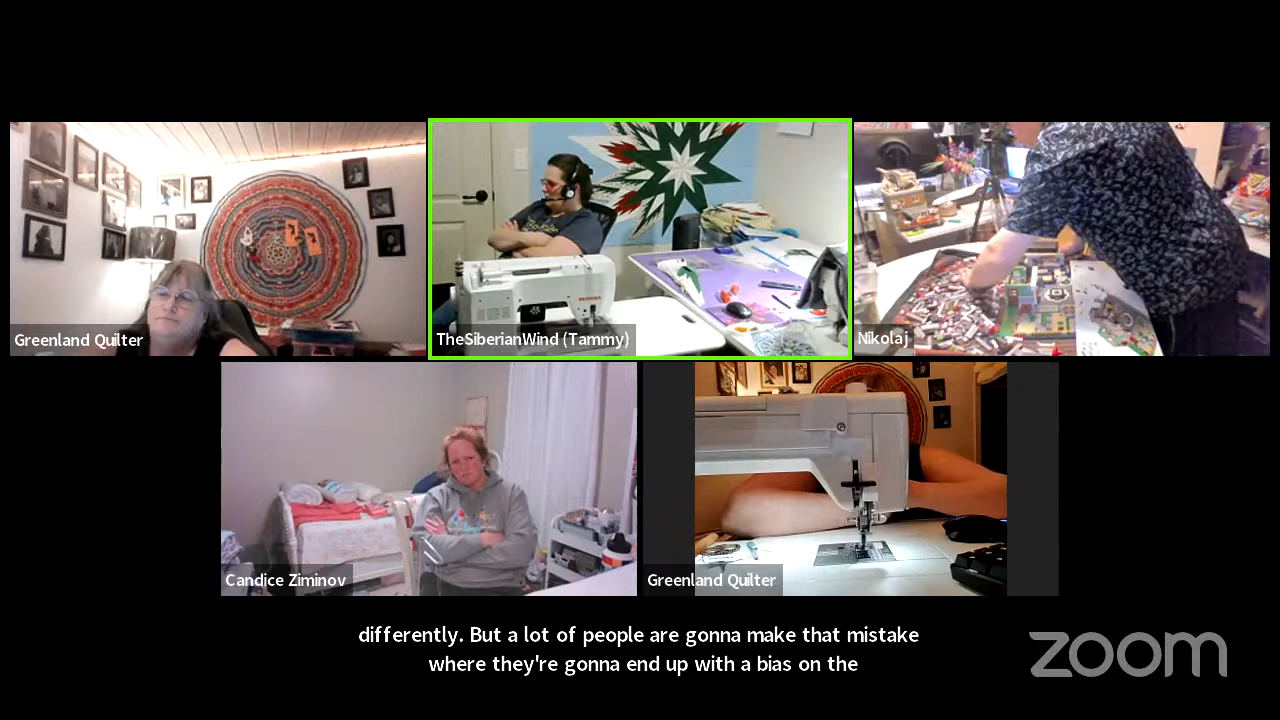 Greenland Quilter
TheSiberianWind (Tammy)
Nikolaj
Candice Ziminov
Greenland Quilter
differently. But a lot of people are gonna make that mistake
where they're gonna end up with a bias on the
zoom